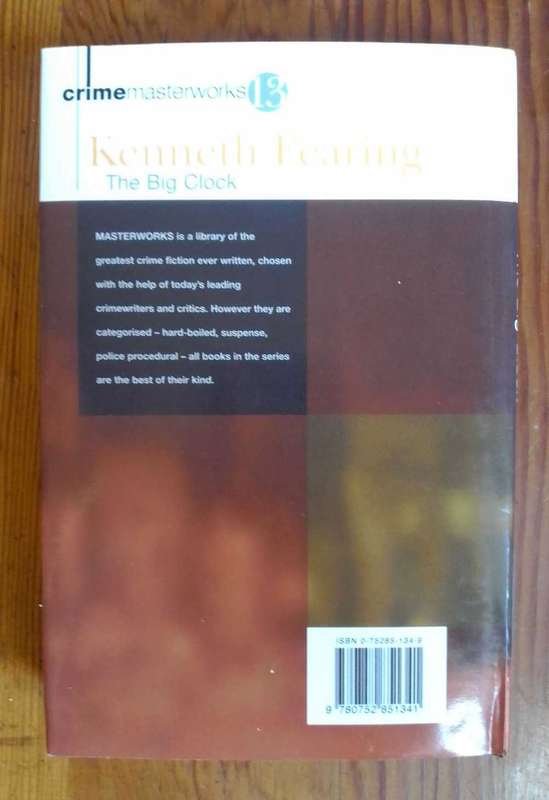 crimemasterworks 13
Kenneth Fearing
The Big Clock
MASTERWORKS is a library of the
greatest crime fiction ever written, chosen
with the help of today's leading
crimewriters and critics. However they are
categorised – hard-boiled, suspense,
police procedural – all books in the series
are the best of their kind.
ISBN 0-75285-134-9
9 780752 851341